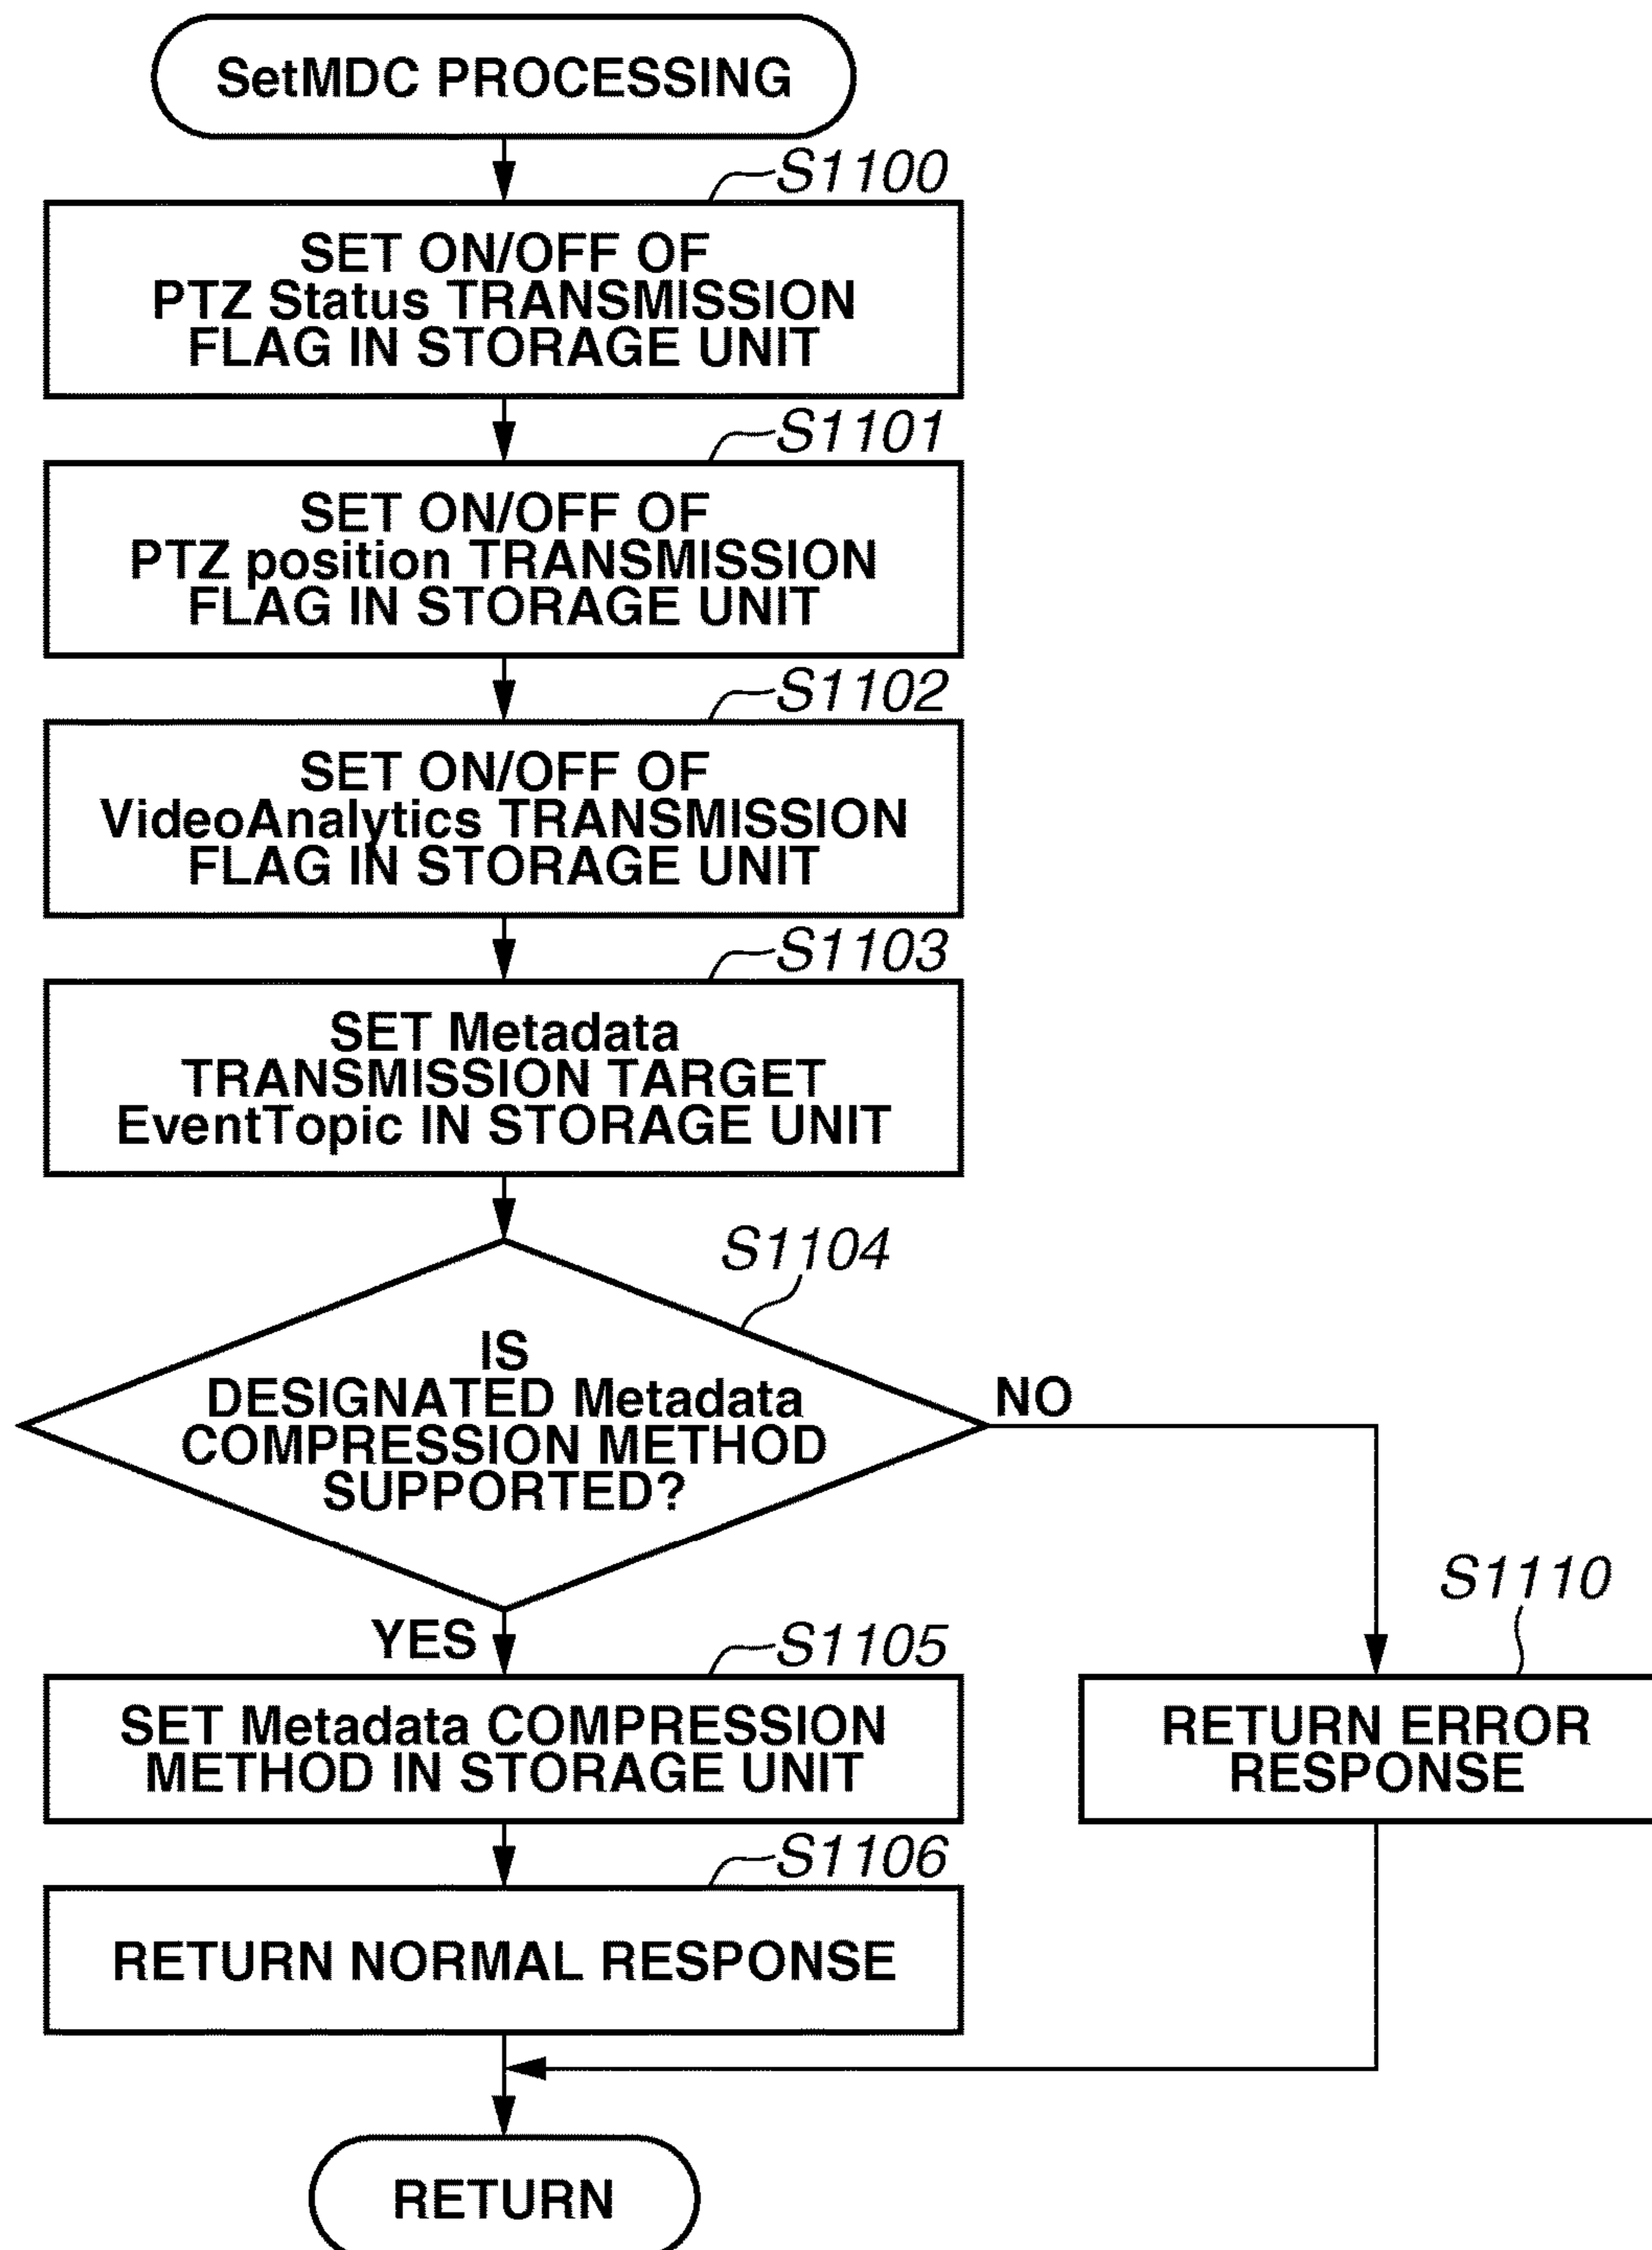 SetMDC PROCESSING
S1100
SET ON/OFF OF
PTZ Status TRANSMISSION
FLAG IN STORAGE UNIT
S1101
SET ON/OFF OF
PTZ position TRANSMISSION
FLAG IN STORAGE UNIT
S1102
SET ON/OFF OF
VideoAnalytics TRANSMISSION
FLAG IN STORAGE UNIT
S1103
SET Metadata
TRANSMISSION TARGET
EventTopic IN STORAGE UNIT
S1104
IS
DESIGNATED Metadata
COMPRESSION METHOD
SUPPORTED?
NO
YES
S1105
SET Metadata COMPRESSION
METHOD IN STORAGE UNIT
S1110
RETURN ERROR
RESPONSE
S1106
RETURN NORMAL RESPONSE
RETURN